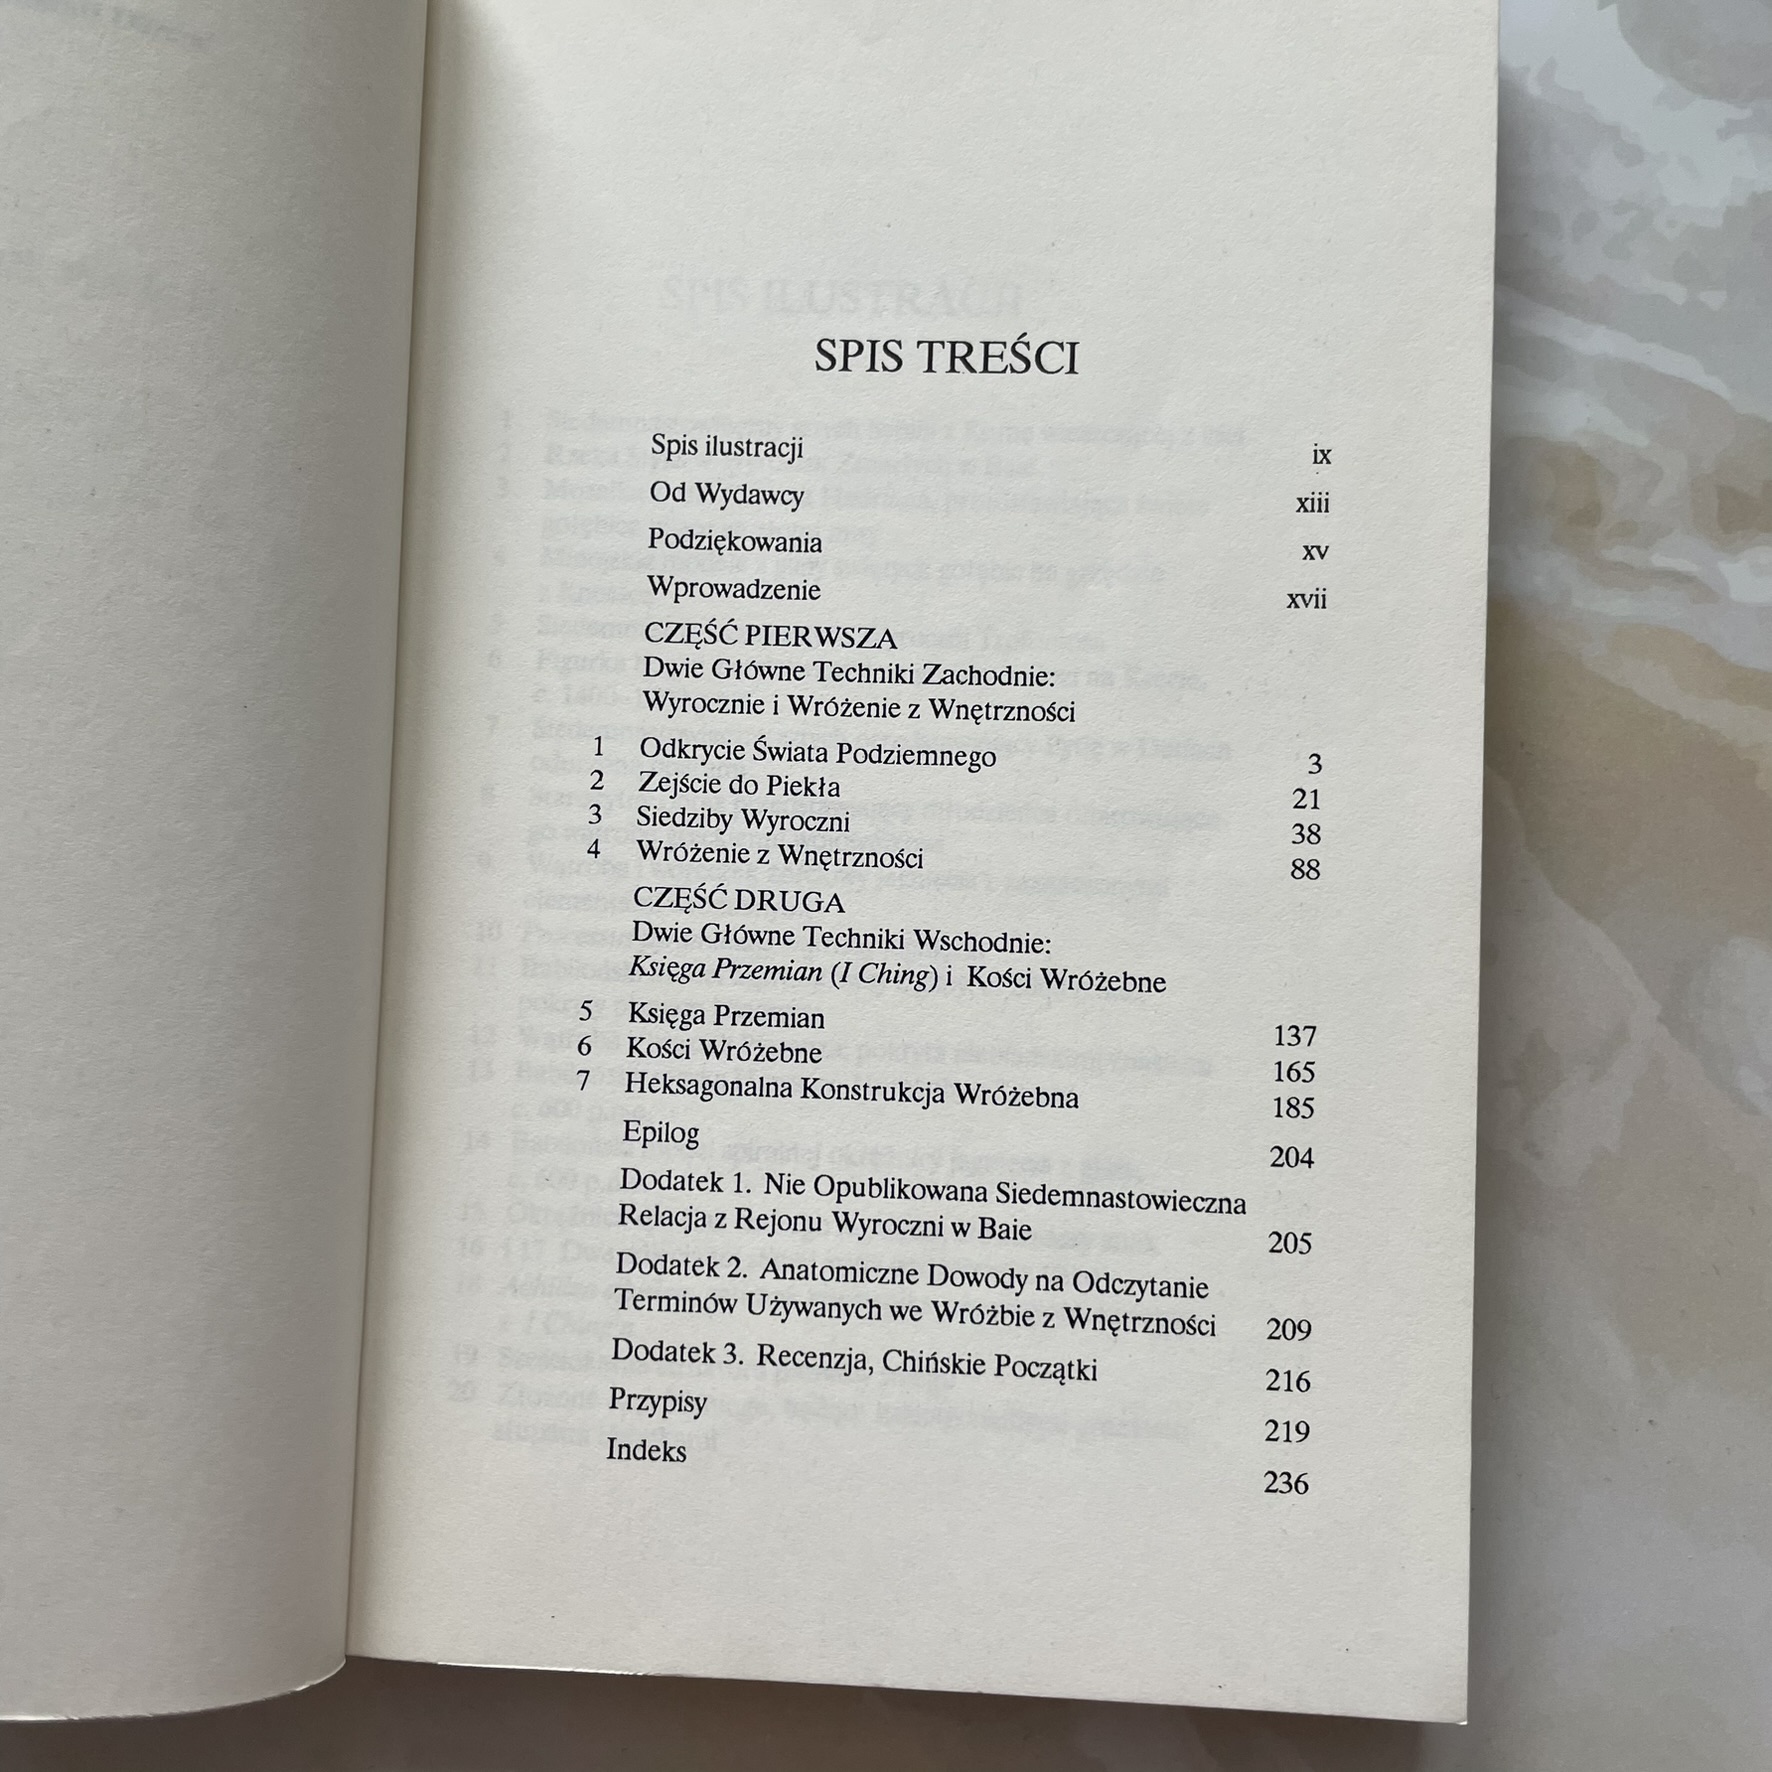 SPIS TREŚCI
Spis ilustracji ix
Od Wydawcy xiii
Podziękowania xv
Wprowadzenie xvii
CZĘŚĆ PIERWSZA
Dwie Główne Techniki Zachodnie:
Wyrocznie i Wróżenie z Wnętrzności
1 Odkrycie Świata Podziemnego 3
2 Zejście do Piekła 21
3 Siedziby Wyroczni 38
4 Wróżenie z Wnętrzności 88
CZĘŚĆ DRUGA
Dwie Główne Techniki Wschodnie:
Księga Przemian (I Ching) i Kości Wróżebne
5 Księga Przemian 137
6 Kości Wróżebne 165
7 Heksagonalna Konstrukcja Wróżebna 185
Epilog 204
Dodatek 1. Nie Opublikowana Siedemnastowieczna
Relacja z Rejonu Wyroczni w Baie 205
Dodatek 2. Anatomiczne Dowody na Odczytanie
Terminów Używanych we Wróżbie z Wnętrzności 209
Dodatek 3. Recenzja, Chińskie Początki 216
Przypisy 219
Indeks 236